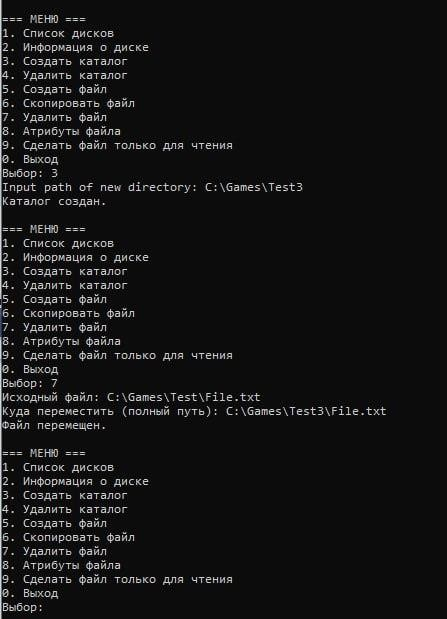 === МЕНЮ ===
1. Список дисков
2. Информация о диске
3. Создать каталог
4. Удалить каталог
5. Создать файл
6. Скопировать файл
7. Удалить файл
8. Атрибуты файла
9. Сделать файл только для чтения
0. Выход
Выбор: 3
Input path of new directory: C:\Games\Test3
Каталог создан.
=== МЕНЮ ===
1. Список дисков
2. Информация о диске
3. Создать каталог
4. Удалить каталог
5. Создать файл
6. Скопировать файл
7. Удалить файл
8. Атрибуты файла
9. Сделать файл только для чтения
0. Выход
Выбор: 7
Исходный файл: C:\Games\Test\File.txt
Куда переместить (полный путь): C:\Games\Test3\File.txt
Файл перемещен.
=== МЕНЮ ===
1. Список дисков
2. Информация о диске
3. Создать каталог
4. Удалить каталог
5. Создать файл
6. Скопировать файл
7. Удалить файл
8. Атрибуты файла
9. Сделать файл только для чтения
0. Выход
Выбор: